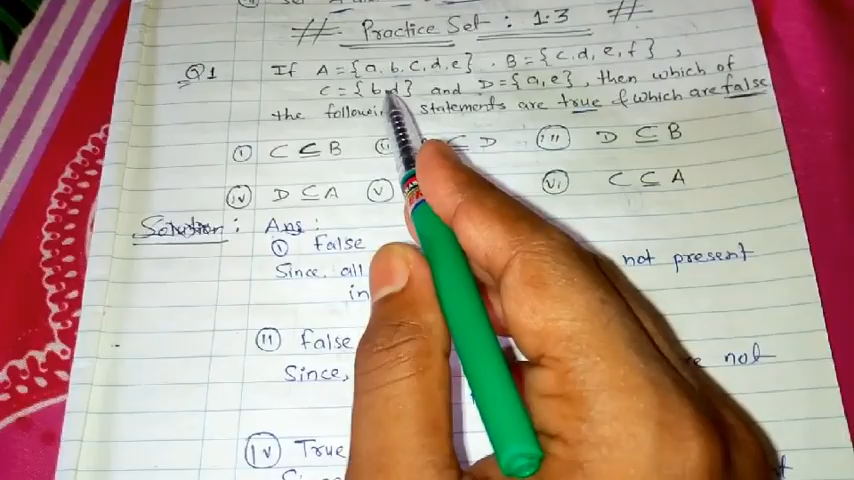 # Practice Set : 1.3 #
Q1 If A = {a, b, c, d, e} , B = {c, d, e, f} ,
C = {b, d} and D = {a, e} , then which of
the following statements are true & which are false
(i) C ⊆ B (ii) ⊆ D (iii) D ⊆ B
(iv) D ⊆ A (v) (vi) C ⊆ A
Solution : Ans :
(i) False
Since, all not present
in
(ii) False
Since, not
(iv) True